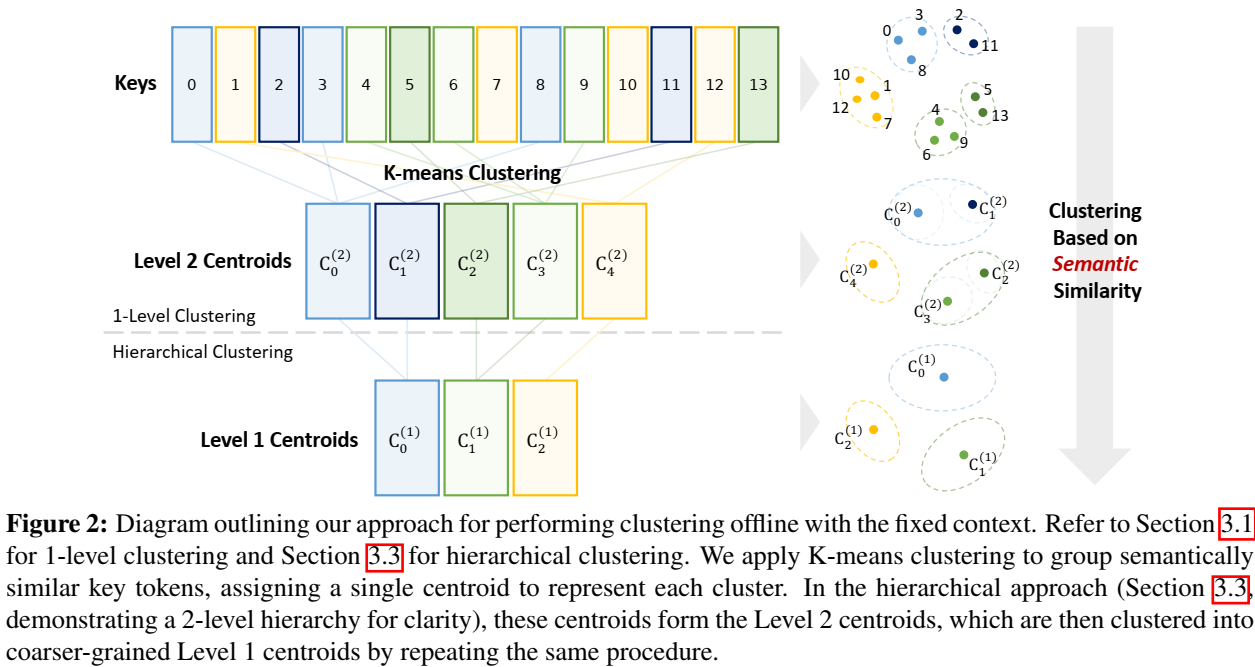 Keys
0 1 2 3 4 5 6 7 8 9 10 11 12 13
K-means Clustering
Level 2 Centroids
C_0^(2) C_1^(2) C_2^(2) C_3^(2) C_4^(2)
1-Level Clustering
Hierarchical Clustering
Level 1 Centroids
C_0^(1) C_1^(1) C_2^(1)
0 3 8
2 11
10 1 12 7
5 13
4 6 9
C_0^(2) C_1^(2)
C_4^(2) C_2^(2)
C_3^(2)
C_0^(1)
C_2^(1)
C_1^(1)
Clustering
Based on
Semantic
Similarity
Figure 2: Diagram outlining our approach for performing clustering offline with the fixed context. Refer to Section 3.1
for 1-level clustering and Section 3.3 for hierarchical clustering. We apply K-means clustering to group semantically
similar key tokens, assigning a single centroid to represent each cluster. In the hierarchical approach (Section 3.3,
demonstrating a 2-level hierarchy for clarity), these centroids form the Level 2 centroids, which are then clustered into
coarser-grained Level 1 centroids by repeating the same procedure.